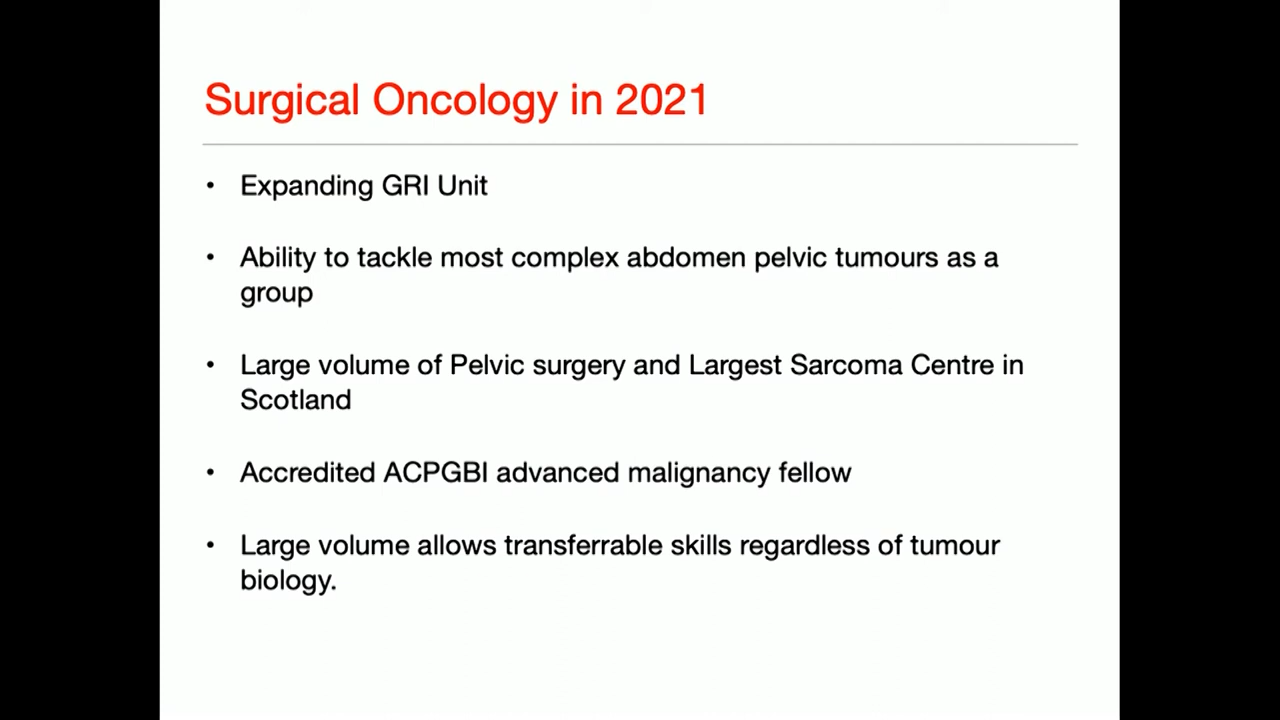 Surgical Oncology in 2021
• Expanding GRI Unit
• Ability to tackle most complex abdomen pelvic tumours as a
group
• Large volume of Pelvic surgery and Largest Sarcoma Centre in
Scotland
• Accredited ACPGBI advanced malignancy fellow
• Large volume allows transferrable skills regardless of tumour
biology.